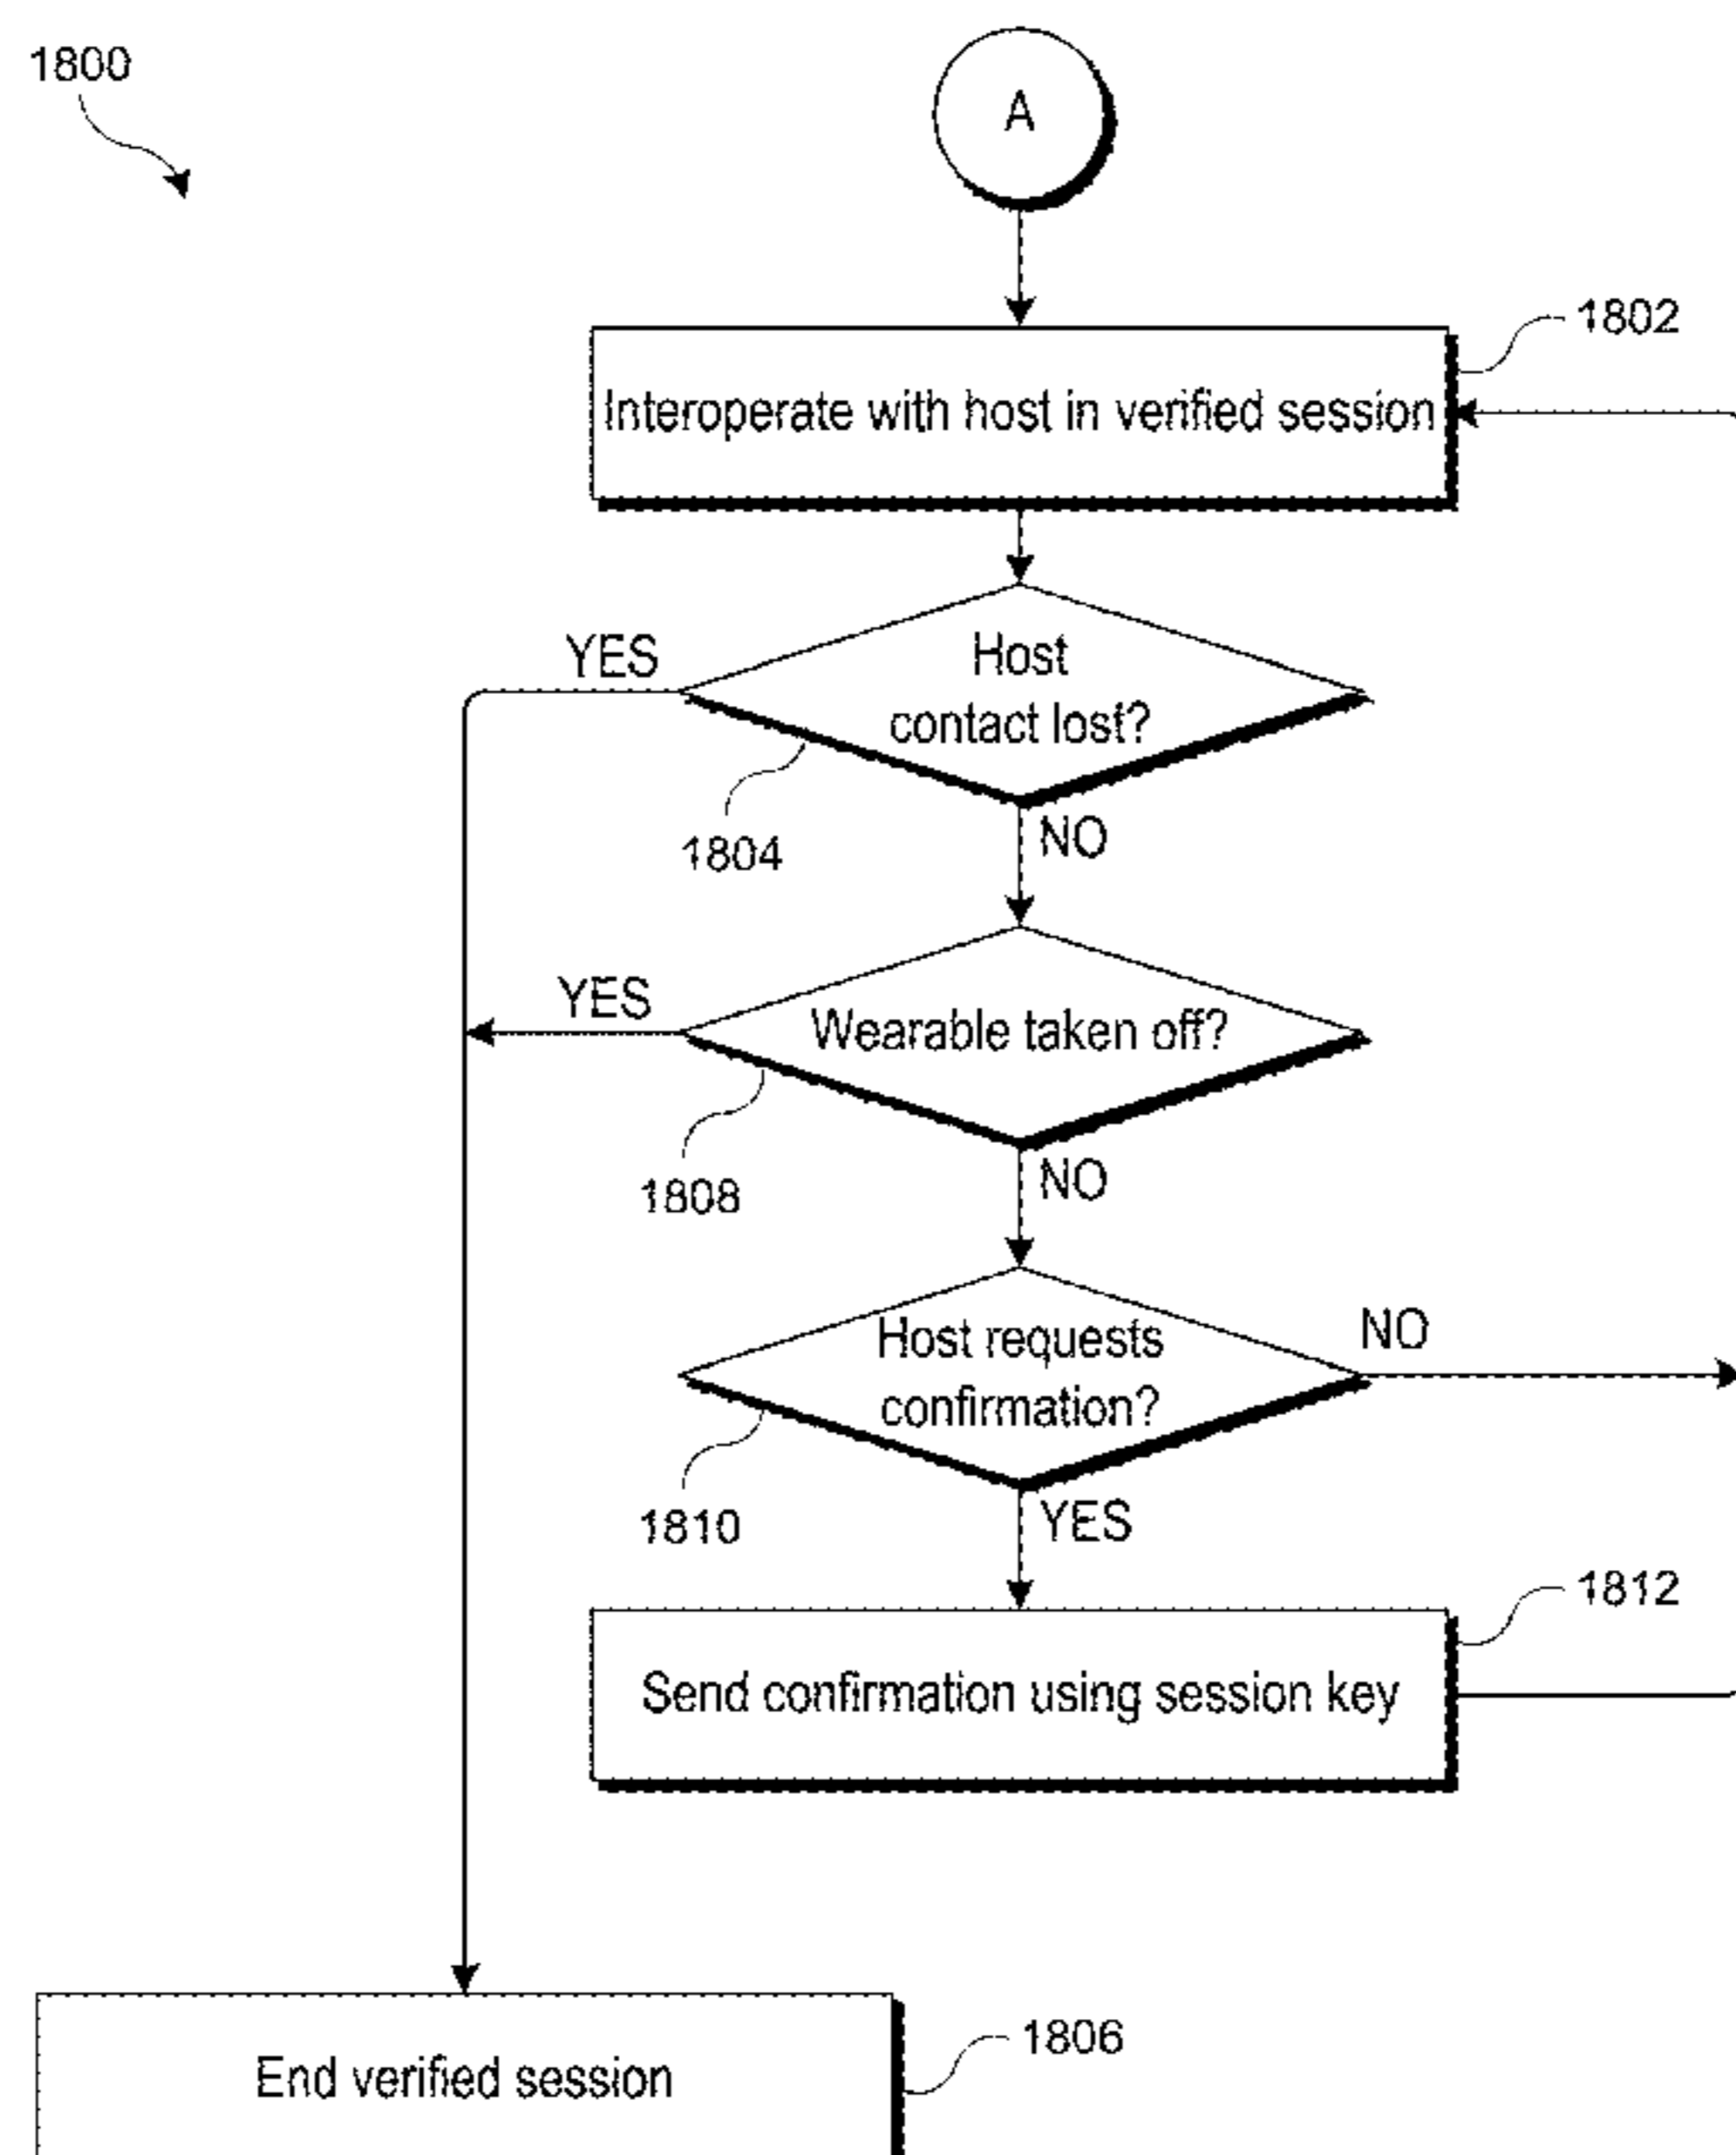 1800
A
1802
Interoperate with host in verified session
YES
Host
contact lost?
1804
NO
YES
Wearable taken off?
1808
NO
Host requests
confirmation?
NO
1810
YES
1812
Send confirmation using session key
1806
End verified session